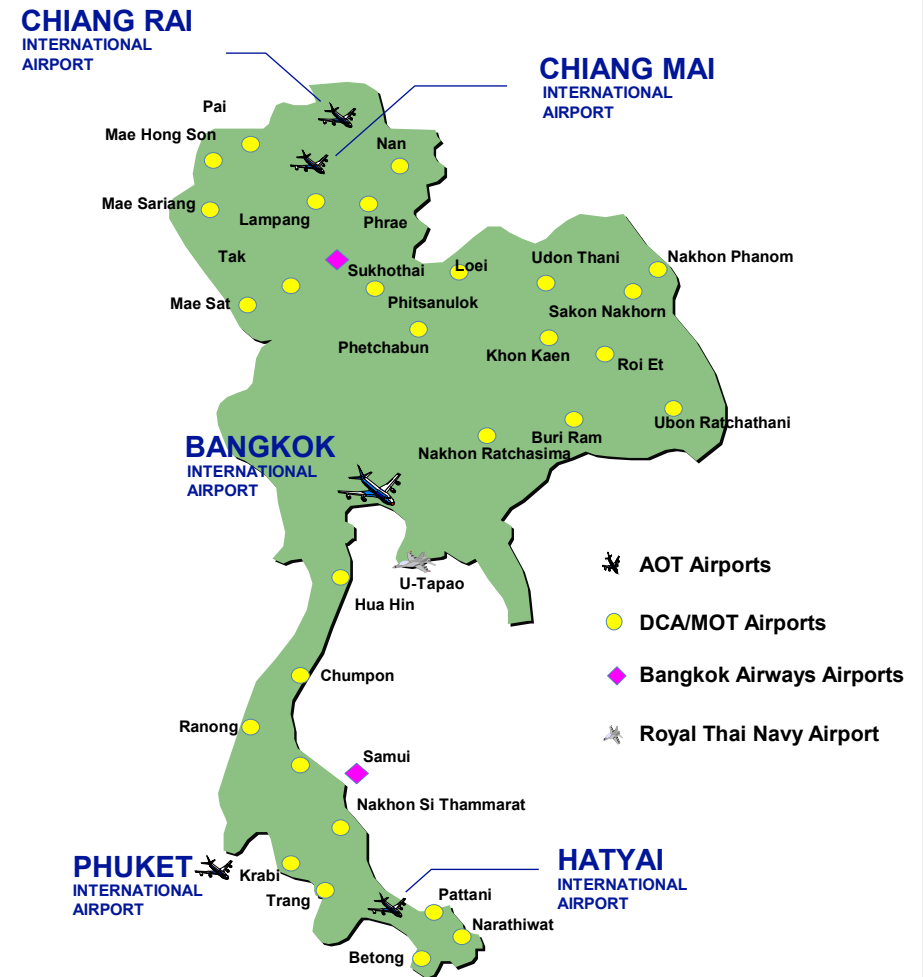 CHIANG RAI
INTERNATIONAL
AIRPORT
CHIANG MAI
INTERNATIONAL
AIRPORT
Pai
Mae Hong Son
Nan
Mae Sariang
Lampang
Phrae
Tak
Sukhothai
Loei
Udon Thani
Nakhon Phanom
Mae Sat
Phitsanulok
Sakon Nakhorn
Phetchabun
Khon Kaen
Roi Et
Ubon Ratchathani
Buri Ram
Nakhon Ratchasima
BANGKOK
INTERNATIONAL
AIRPORT
U-Tapao
Hua Hin
AOT Airports
DCA/MOT Airports
Bangkok Airways Airports
Royal Thai Navy Airport
Chumpon
Ranong
Samui
Nakhon Si Thammarat
PHUKET
INTERNATIONAL
AIRPORT
Krabi
Trang
HATYAI
INTERNATIONAL
AIRPORT
Pattani
Narathiwat
Betong